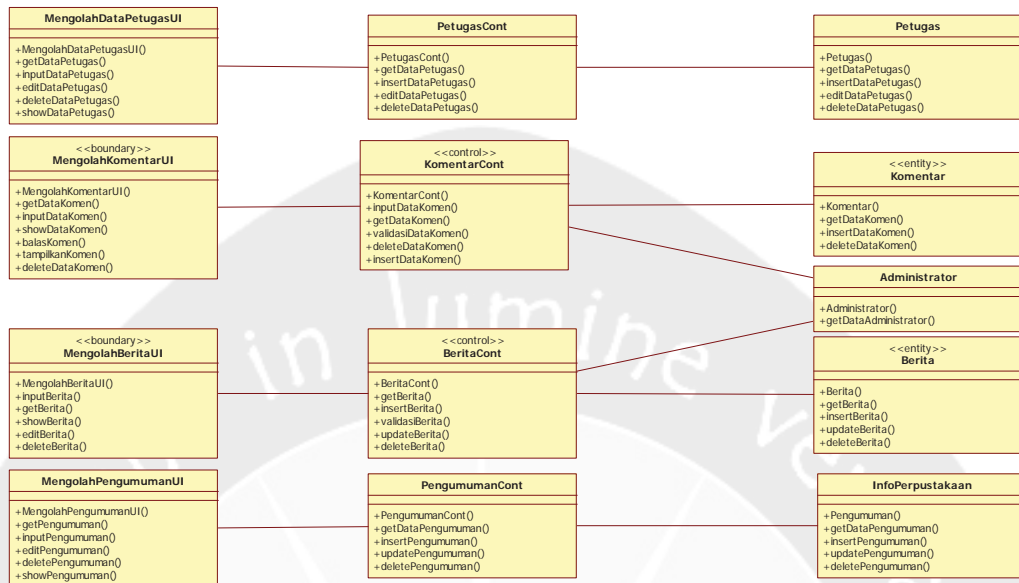 MengolahDataPetugasUI
+MengolahDataPetugasUI()
+getDataPetugas()
+inputDataPetugas()
+editDataPetugas()
+deleteDataPetugas()
+showDataPetugas()
PetugasCont
+PetugasCont()
+getDataPetugas()
+insertDataPetugas()
+editDataPetugas()
+deleteDataPetugas()
Petugas
+Petugas()
+getDataPetugas()
+insertDataPetugas()
+editDataPetugas()
+deleteDataPetugas()
<<boundary>>
MengolahKomentarUI
+MengolahKomentarUI()
+getDataKomen()
+inputDataKomen()
+showDataKomen()
+balasKomen()
+tampilkanKomen()
+deleteDataKomen()
<<control>>
KomentarCont
+KomentarCont()
+inputDataKomen()
+getDataKomen()
+validasiDataKomen()
+deleteDataKomen()
+insertDataKomen()
<<entity>>
Komentar
+Komentar()
+getDataKomen()
+insertDataKomen()
+deleteDataKomen()
Administrator
+Administrator()
+getDataAdministrator()
<<boundary>>
MengolahBeritaUI
+MengolahBeritaUI()
+inputBerita()
+getBerita()
+showBerita()
+editBerita()
+deleteBerita()
<<control>>
BeritaCont
+BeritaCont()
+getBerita()
+insertBerita()
+validasiBerita()
+updateBerita()
+deleteBerita()
<<entity>>
Berita
+Berita()
+getBerita()
+insertBerita()
+updateBerita()
+deleteBerita()
MengolahPengumumanUI
+MengolahPengumumanUI()
+getPengumuman()
+inputPengumuman()
+editPengumuman()
+deletePengumuman()
+showPengumuman()
PengumumanCont
+PengumumanCont()
+getDataPengumuman()
+insertPengumuman()
+updatePengumuman()
+deletePengumuman()
InfoPerpustakaan
+Pengumuman()
+getDataPengumuman()
+insertPengumuman()
+updatePengumuman()
+deletePengumuman()
in lumine